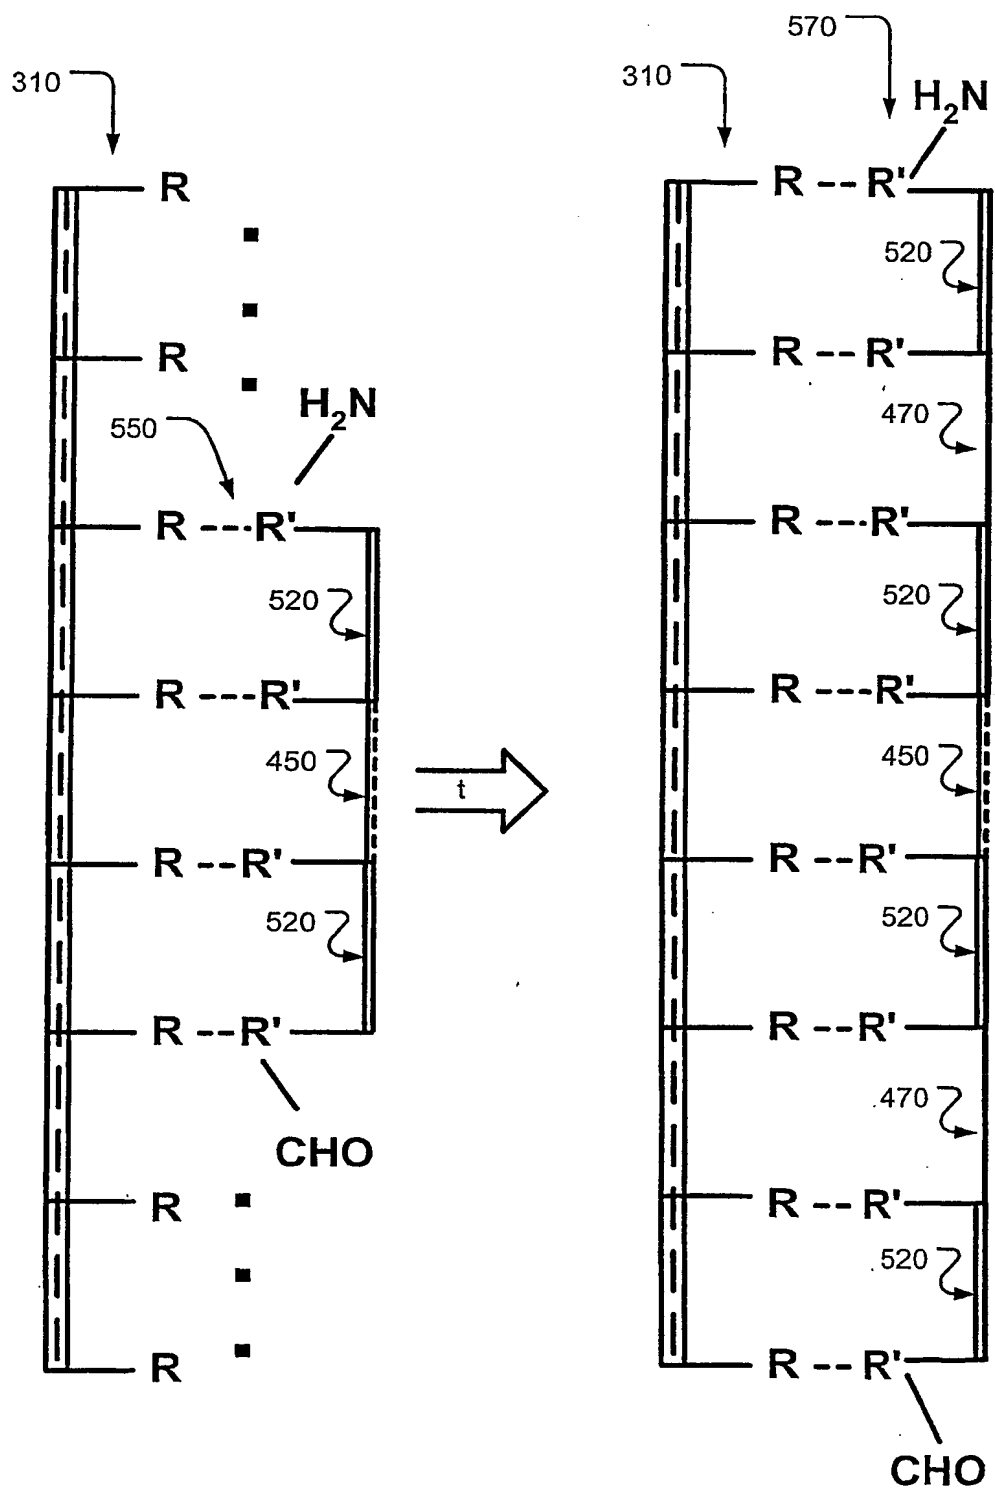 310
R
R
H₂N
550
R --- R'
520
R --- R'
450
R -- R'
520
R -- R'
CHO
R
R
t
570
310
H₂N
R -- R'
520
R -- R'
470
R --- R'
520
R --- R'
450
R -- R'
520
R -- R'
470
R -- R'
520
R -- R'
CHO